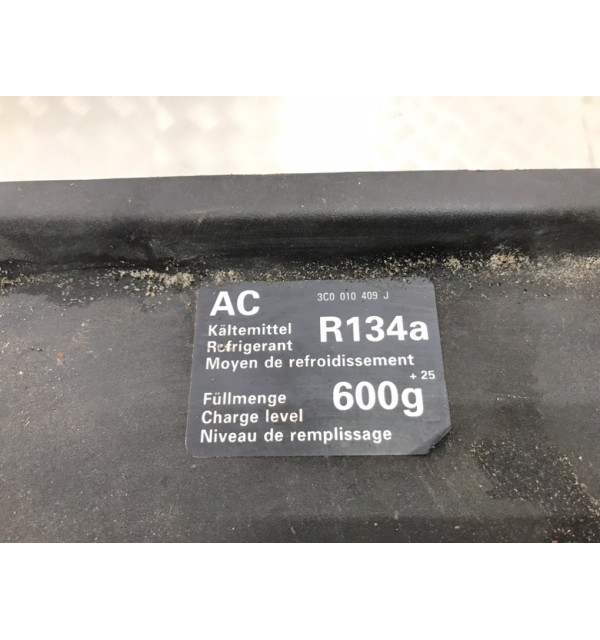 AC 3C0 010 409 J
Kältemittel R134a
Refrigerant
Moyen de refroidissement
+ 25
Füllmenge 600g
Charge level
Niveau de remplissage